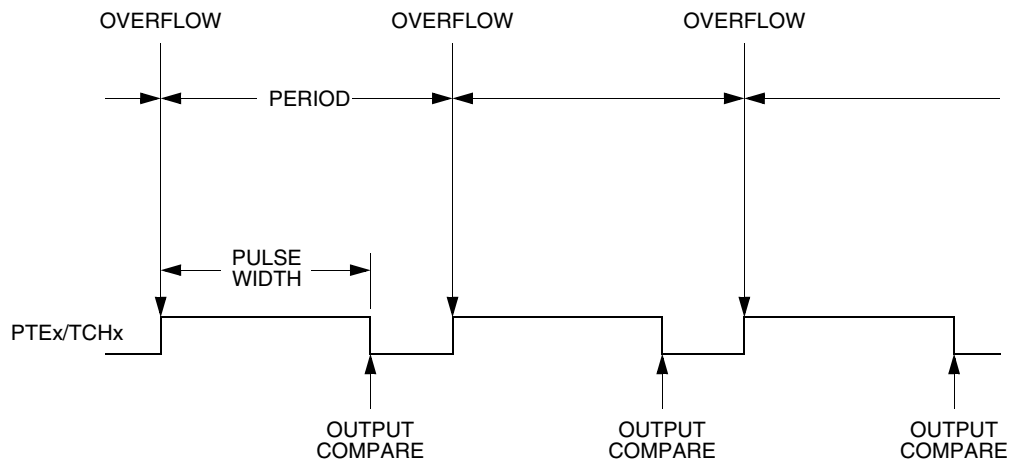 OVERFLOW OVERFLOW OVERFLOW
PERIOD
PULSE
WIDTH
PTEx/TCHx
OUTPUT
COMPARE
OUTPUT
COMPARE
OUTPUT
COMPARE